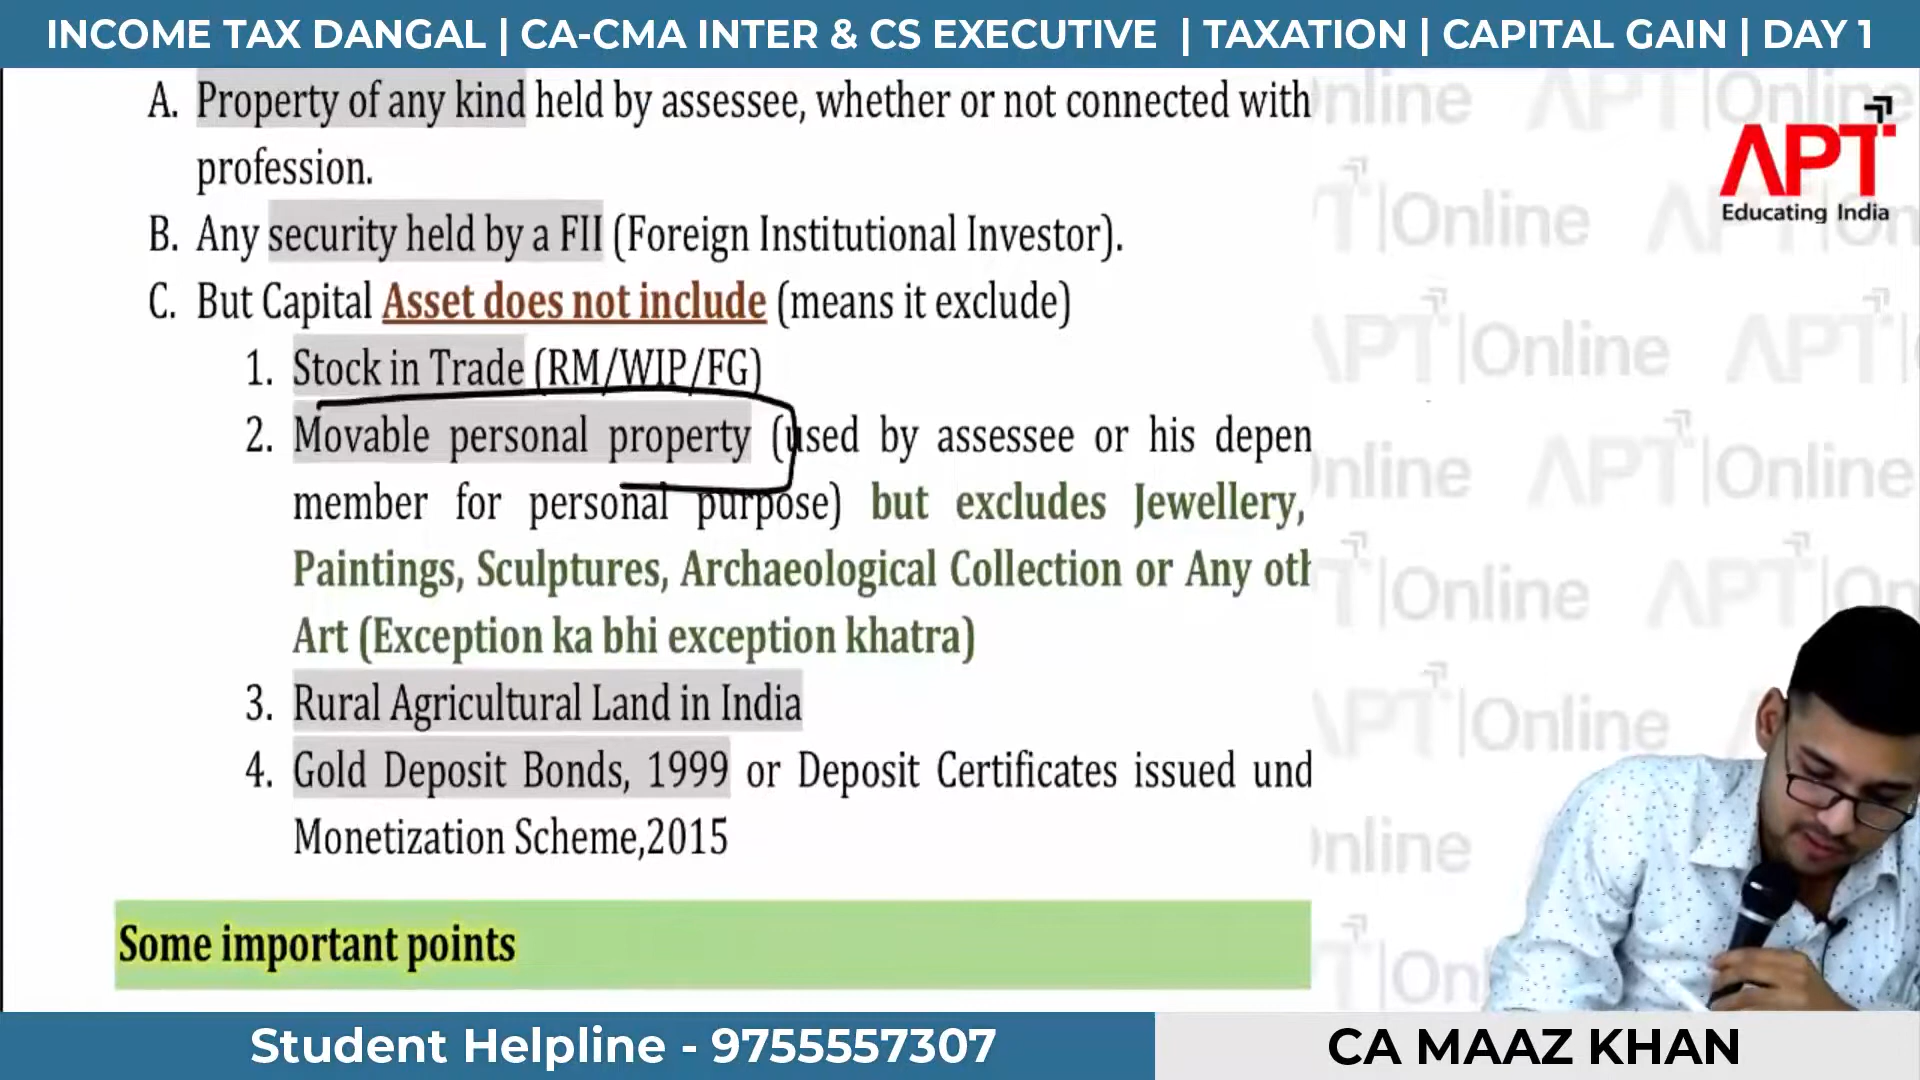 INCOME TAX DANGAL | CA-CMA INTER & CS EXECUTIVE | TAXATION | CAPITAL GAIN | DAY 1
A. Property of any kind held by assessee, whether or not connected with
profession.
B. Any security held by a FII (Foreign Institutional Investor).
C. But Capital Asset does not include (means it exclude)
1. Stock in Trade (RM/WIP/FG)
2. Movable personal property (used by assessee or his depen
member for personal purpose) but excludes Jewellery,
Paintings, Sculptures, Archaeological Collection or Any oth
Art (Exception ka bhi exception khatra)
3. Rural Agricultural Land in India
4. Gold Deposit Bonds, 1999 or Deposit Certificates issued und
Monetization Scheme,2015
Some important points
APT
Educating India
APT|Online
Student Helpline - 9755557307
CA MAAZ KHAN